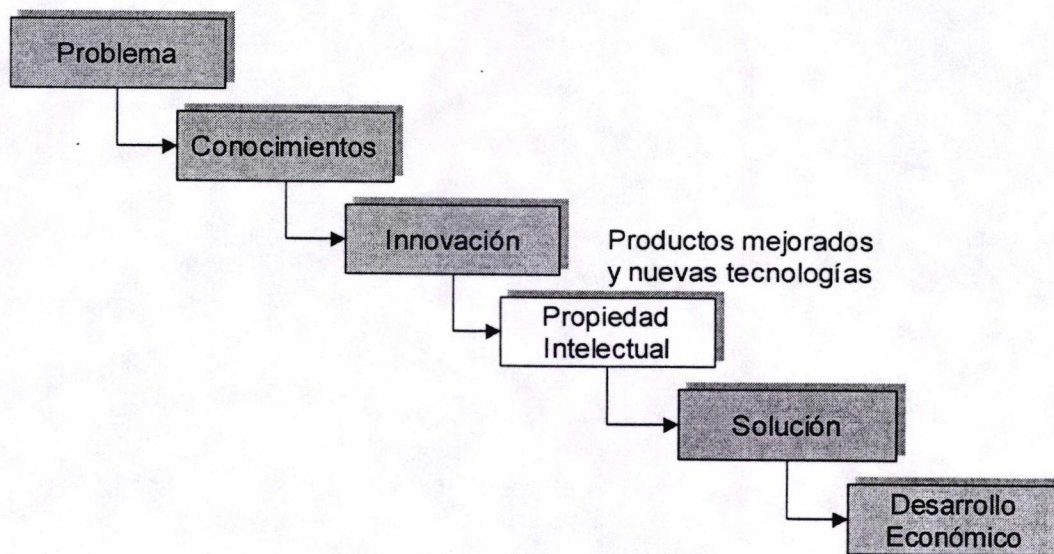 Problema
Conocimientos
Innovación
Productos mejorados
y nuevas tecnologías
Propiedad
Intelectual
Solución
Desarrollo
Económico